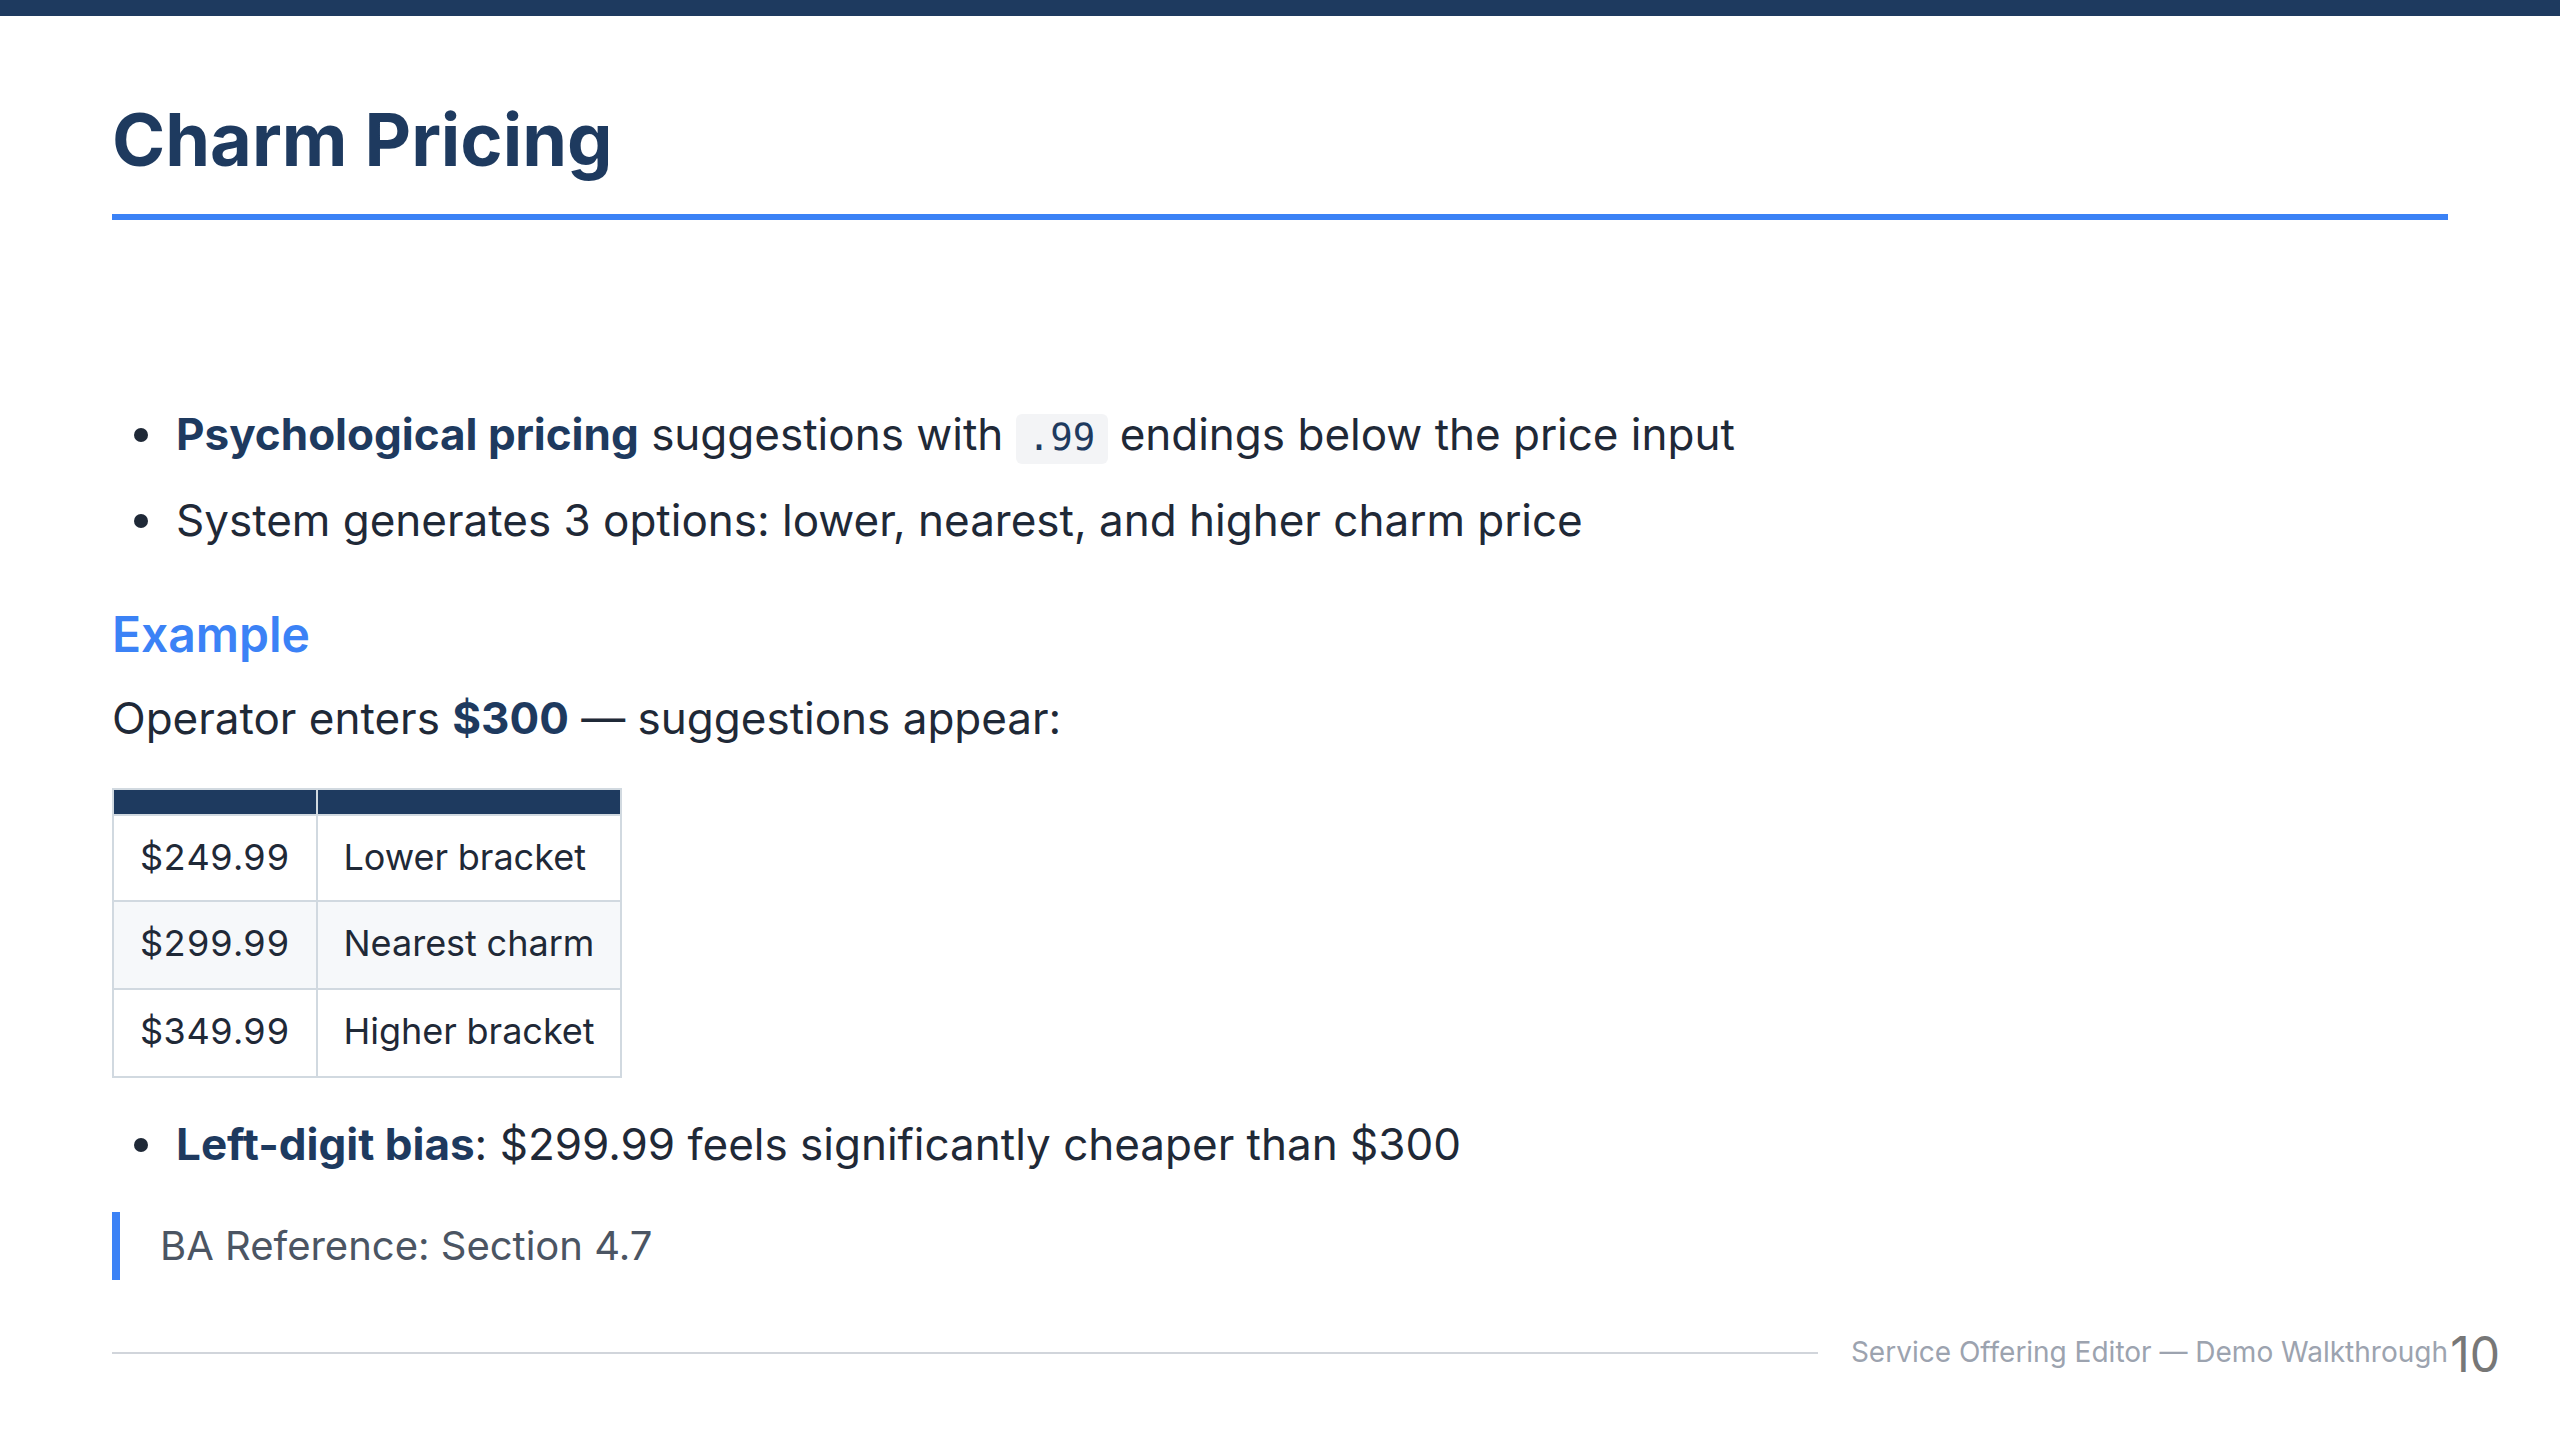 Charm Pricing
• Psychological pricing suggestions with .99 endings below the price input
• System generates 3 options: lower, nearest, and higher charm price
Example
Operator enters $300 — suggestions appear:
$249.99 Lower bracket
$299.99 Nearest charm
$349.99 Higher bracket
• Left-digit bias: $299.99 feels significantly cheaper than $300
BA Reference: Section 4.7
Service Offering Editor — Demo Walkthrough 10